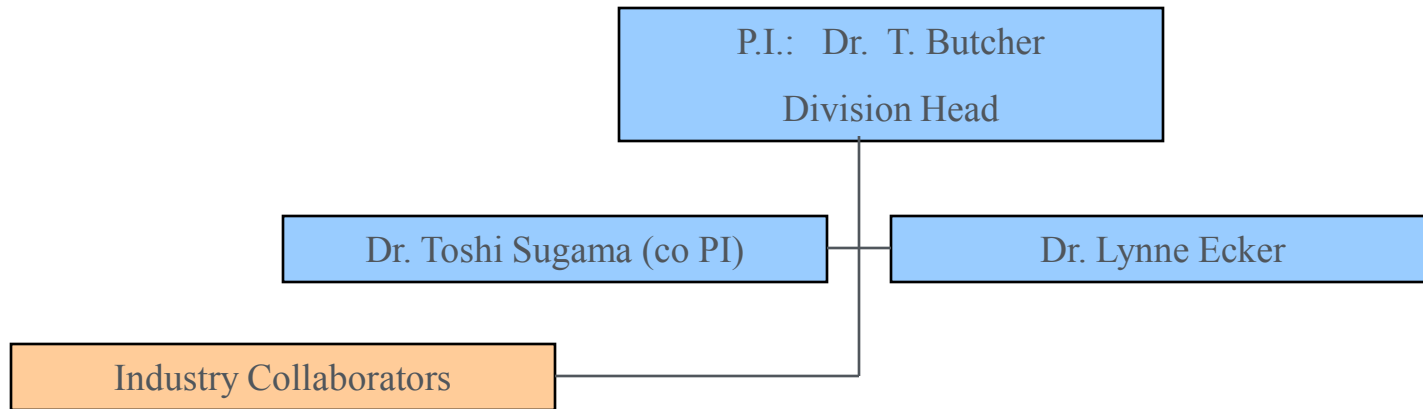 P.I.: Dr. T. Butcher
Division Head
Dr. Toshi Sugama (co PI)
Dr. Lynne Ecker
Industry Collaborators